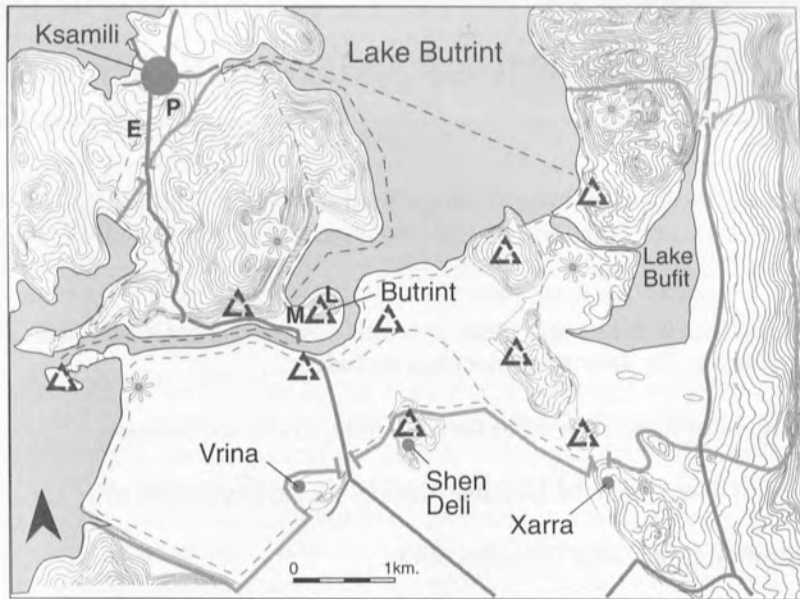 Ksamili
Lake Butrint
P
E
Lake
Bufit
L
Butrint
M
Vrina
Shen
Deli
Xarra
0
1km.